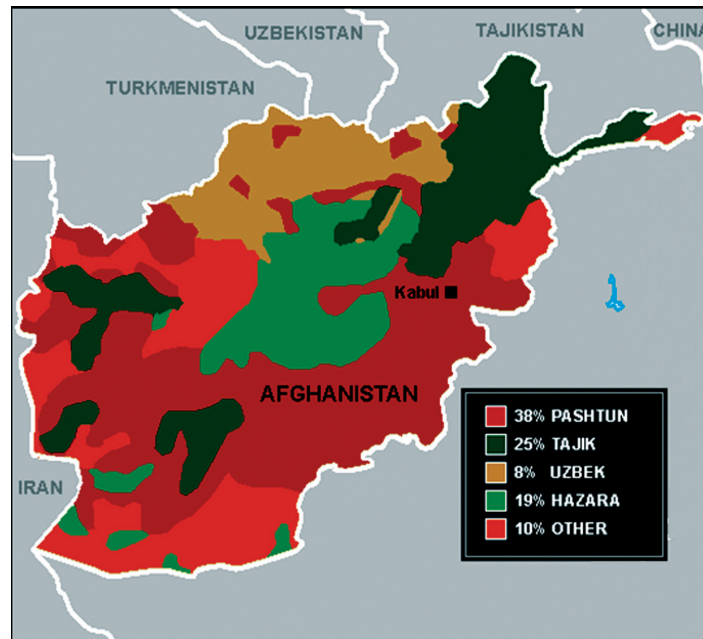 UZBEKISTAN
TAJIKISTAN
CHINA
TURKMENISTAN
Kabul
AFGHANISTAN
38% PASHTUN
25% TAJIK
8% UZBEK
19% HAZARA
10% OTHER
IRAN